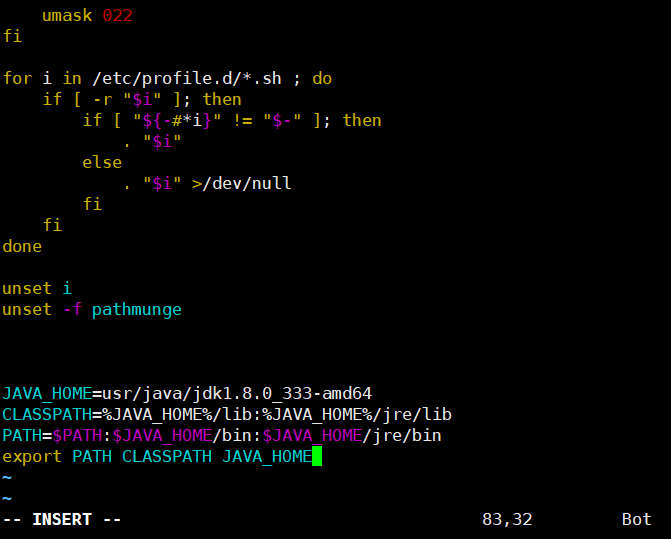 umask 022
fi

for i in /etc/profile.d/*.sh ; do
    if [ -r "$i" ]; then
        if [ "${-#*i}" != "$-" ]; then
            . "$i"
        else
            . "$i" >/dev/null
        fi
    fi
done

unset i
unset -f pathmunge

JAVA_HOME=usr/java/jdk1.8.0_333-amd64
CLASSPATH=%JAVA_HOME%/lib:%JAVA_HOME%/jre/lib
PATH=$PATH:$JAVA_HOME/bin:$JAVA_HOME/jre/bin
export PATH CLASSPATH JAVA_HOME
~
~
-- INSERT -- 83,32 Bot